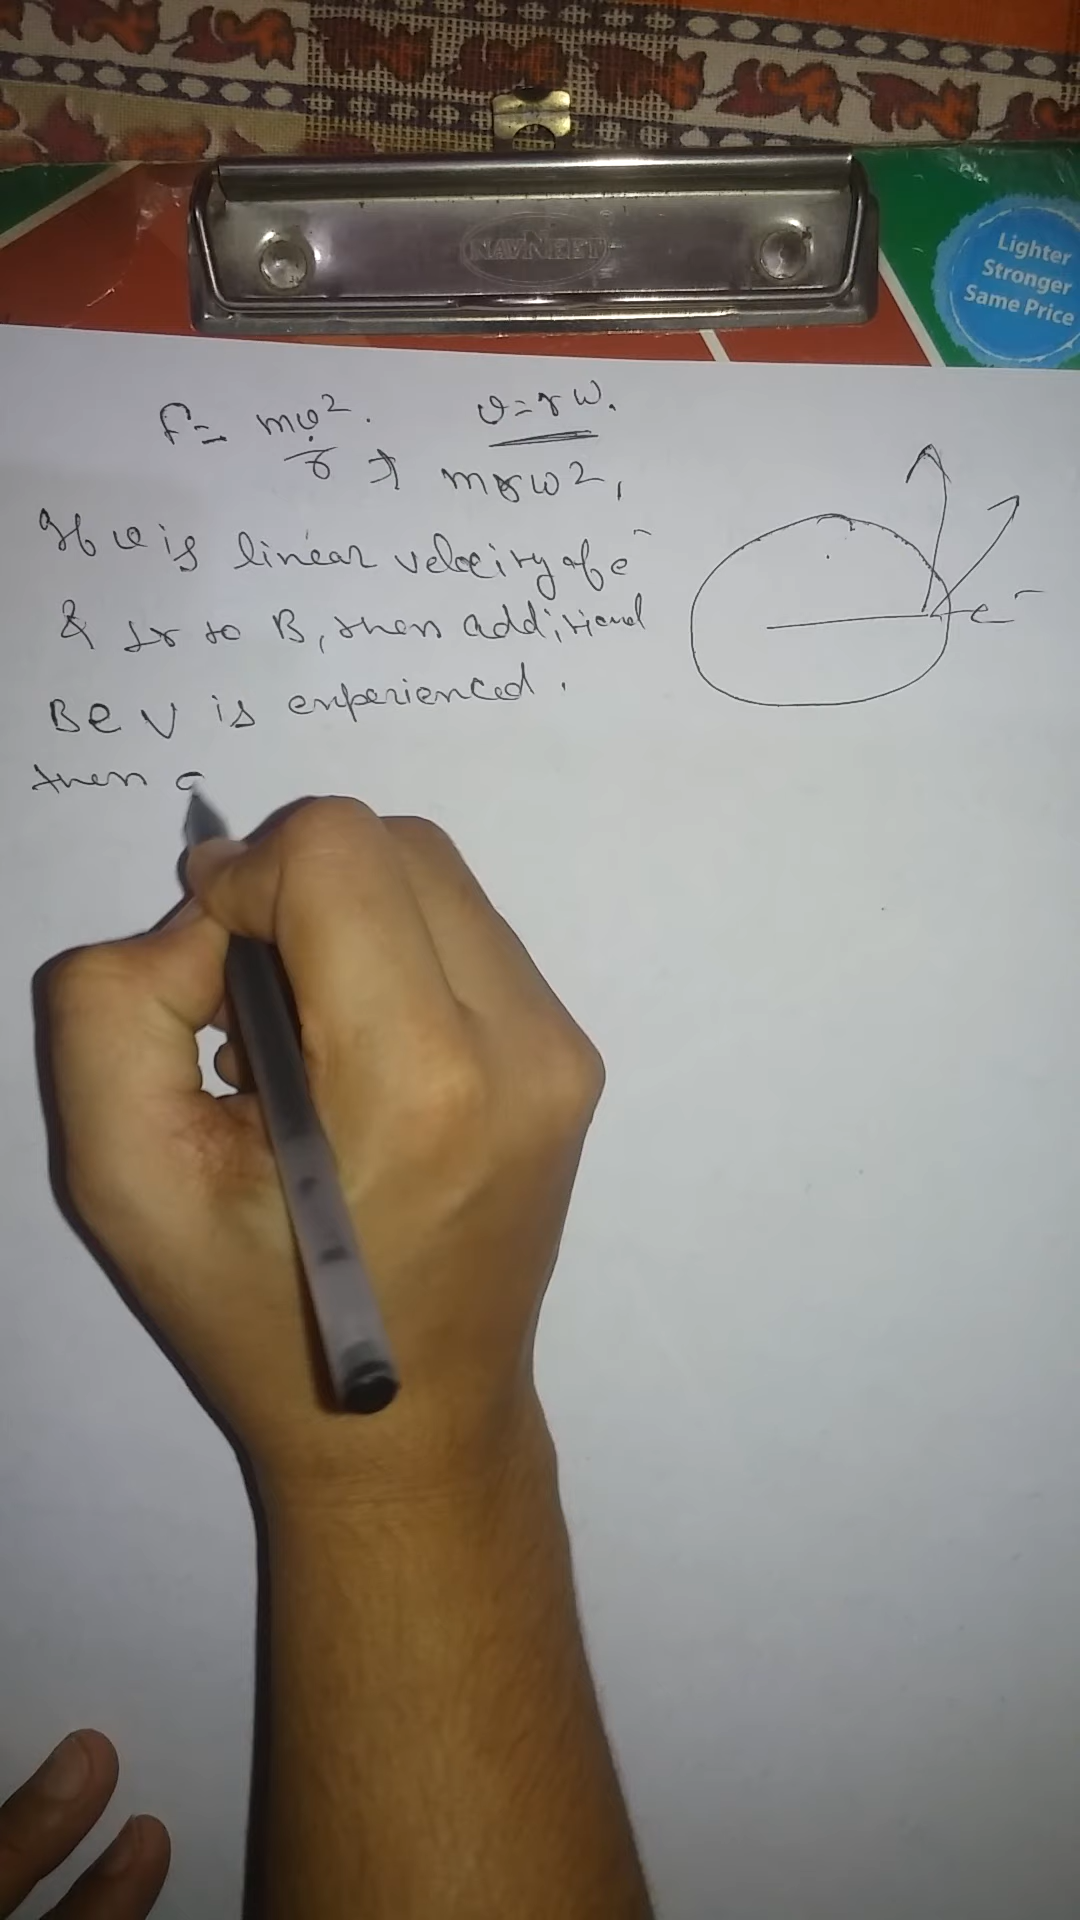 NAVNEET
Lighter
Stronger
Same Price
F = mv². v = rω.
r ⇒ mrω2,
If v is linear velocity of e-
& ⊥r to B, then additional
e-
Bev is experienced.
then